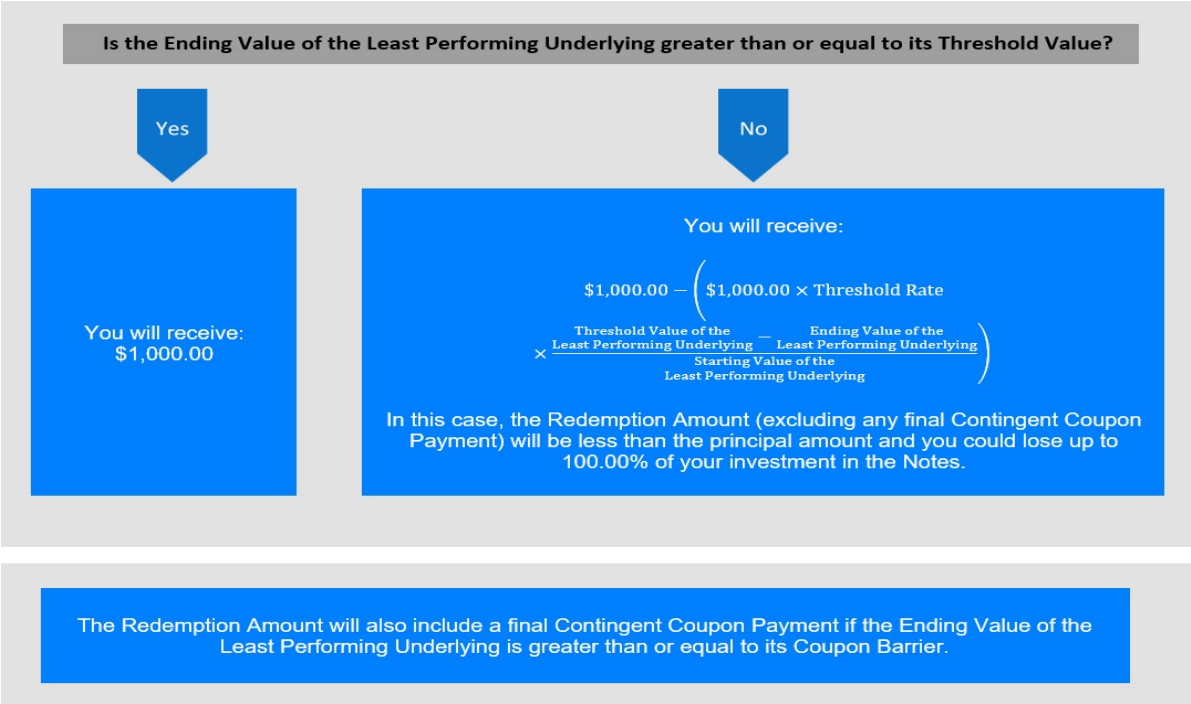 Is the Ending Value of the Least Performing Underlying greater than or equal to its Threshold Value?
Yes
No
You will receive:
$1,000.00
You will receive:
$1,000.00 − ($1,000.00 × Threshold Rate
Threshold Value of the − Ending Value of the
× Least Performing Underlying Least Performing Underlying)
Starting Value of the
Least Performing Underlying
In this case, the Redemption Amount (excluding any final Contingent Coupon
Payment) will be less than the principal amount and you could lose up to
100.00% of your investment in the Notes.
The Redemption Amount will also include a final Contingent Coupon Payment if the Ending Value of the
Least Performing Underlying is greater than or equal to its Coupon Barrier.